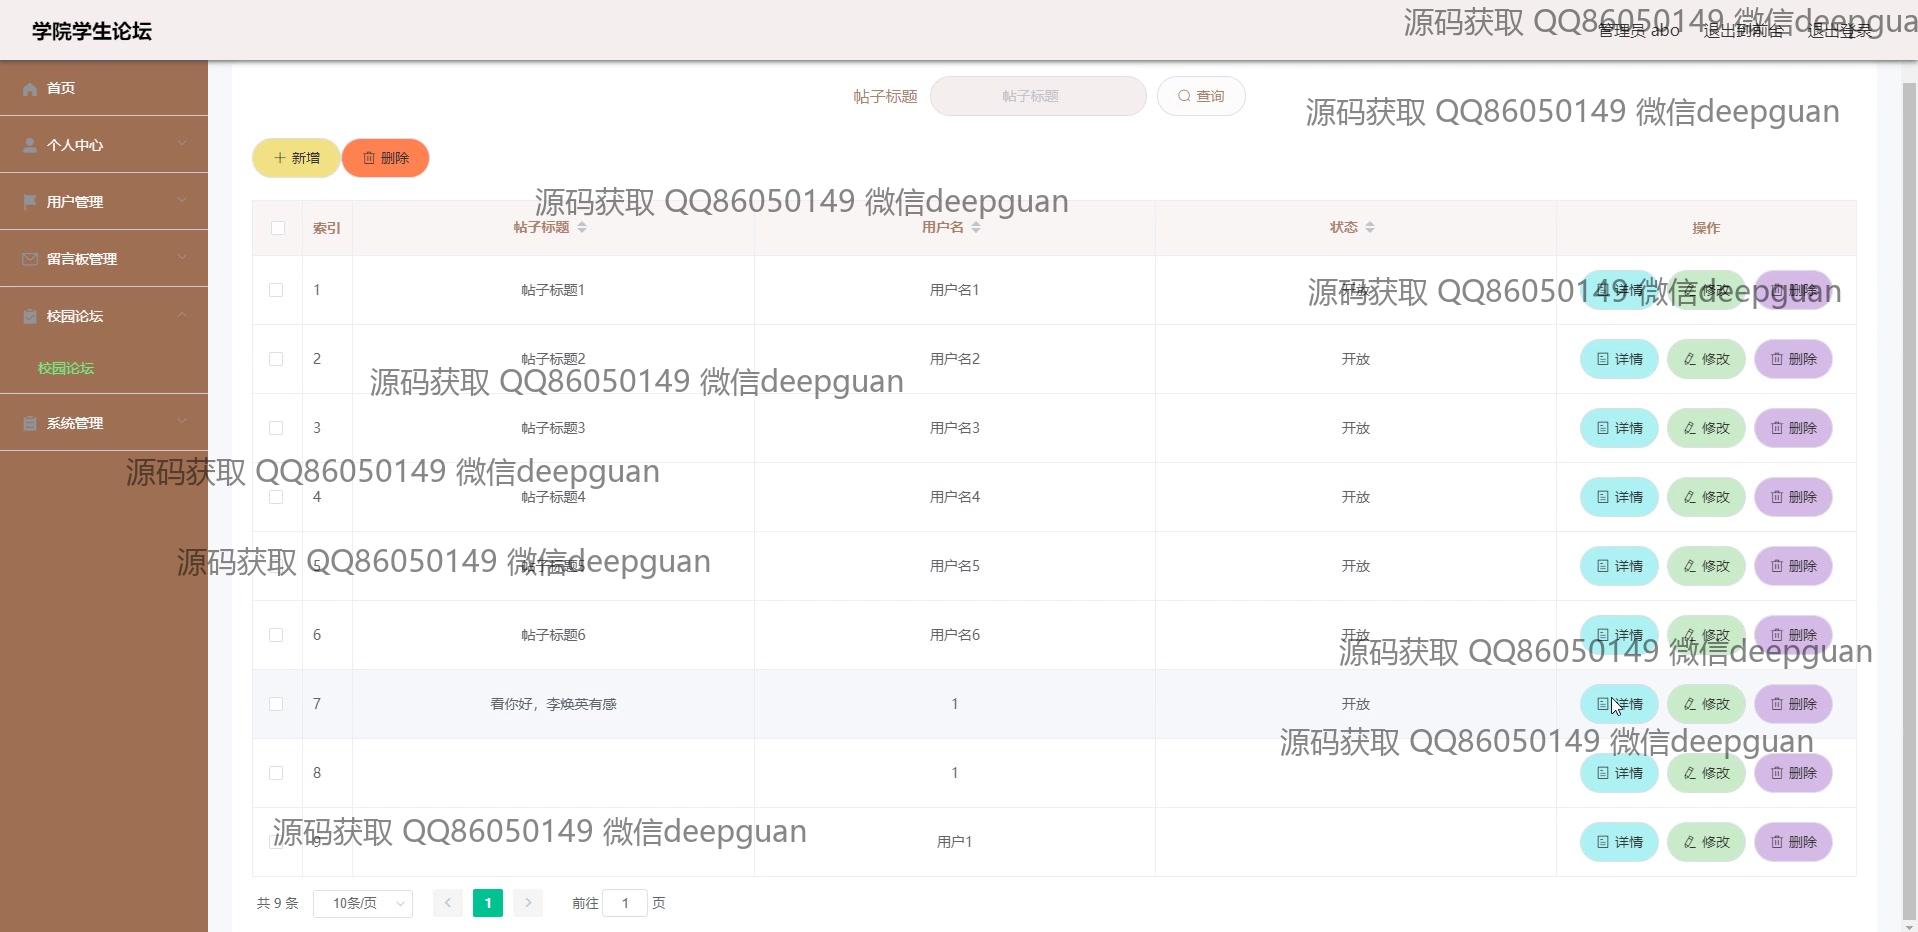 学院学生论坛
管理员 abo 退出到前台 退出登录
源码获取 QQ86050149 微信deepgua
首页
个人中心
用户管理
留言板管理
校园论坛
校园论坛
系统管理
帖子标题 帖子标题 查询
源码获取 QQ86050149 微信deepguan
新增 删除
源码获取 QQ86050149 微信deepguan
索引 帖子标题 用户名 状态 操作
1 帖子标题1 用户名1 开放 详情 修改 删除
源码获取 QQ86050149 微信deepguan
2 帖子标题2 用户名2 开放 详情 修改 删除
源码获取 QQ86050149 微信deepguan
3 帖子标题3 用户名3 开放 详情 修改 删除
源码获取 QQ86050149 微信deepguan
4 帖子标题4 用户名4 开放 详情 修改 删除
源码获取 QQ86050149 微信deepguan
5 帖子标题5 用户名5 开放 详情 修改 删除
6 帖子标题6 用户名6 开放 详情 修改 删除
源码获取 QQ86050149 微信deepguan
7 看你好，李焕英有感 1 开放 详情 修改 删除
源码获取 QQ86050149 微信deepguan
8 1 详情 修改 删除
源码获取 QQ86050149 微信deepguan
9 用户1 详情 修改 删除
共 9 条 10条/页 1 前往 1 页